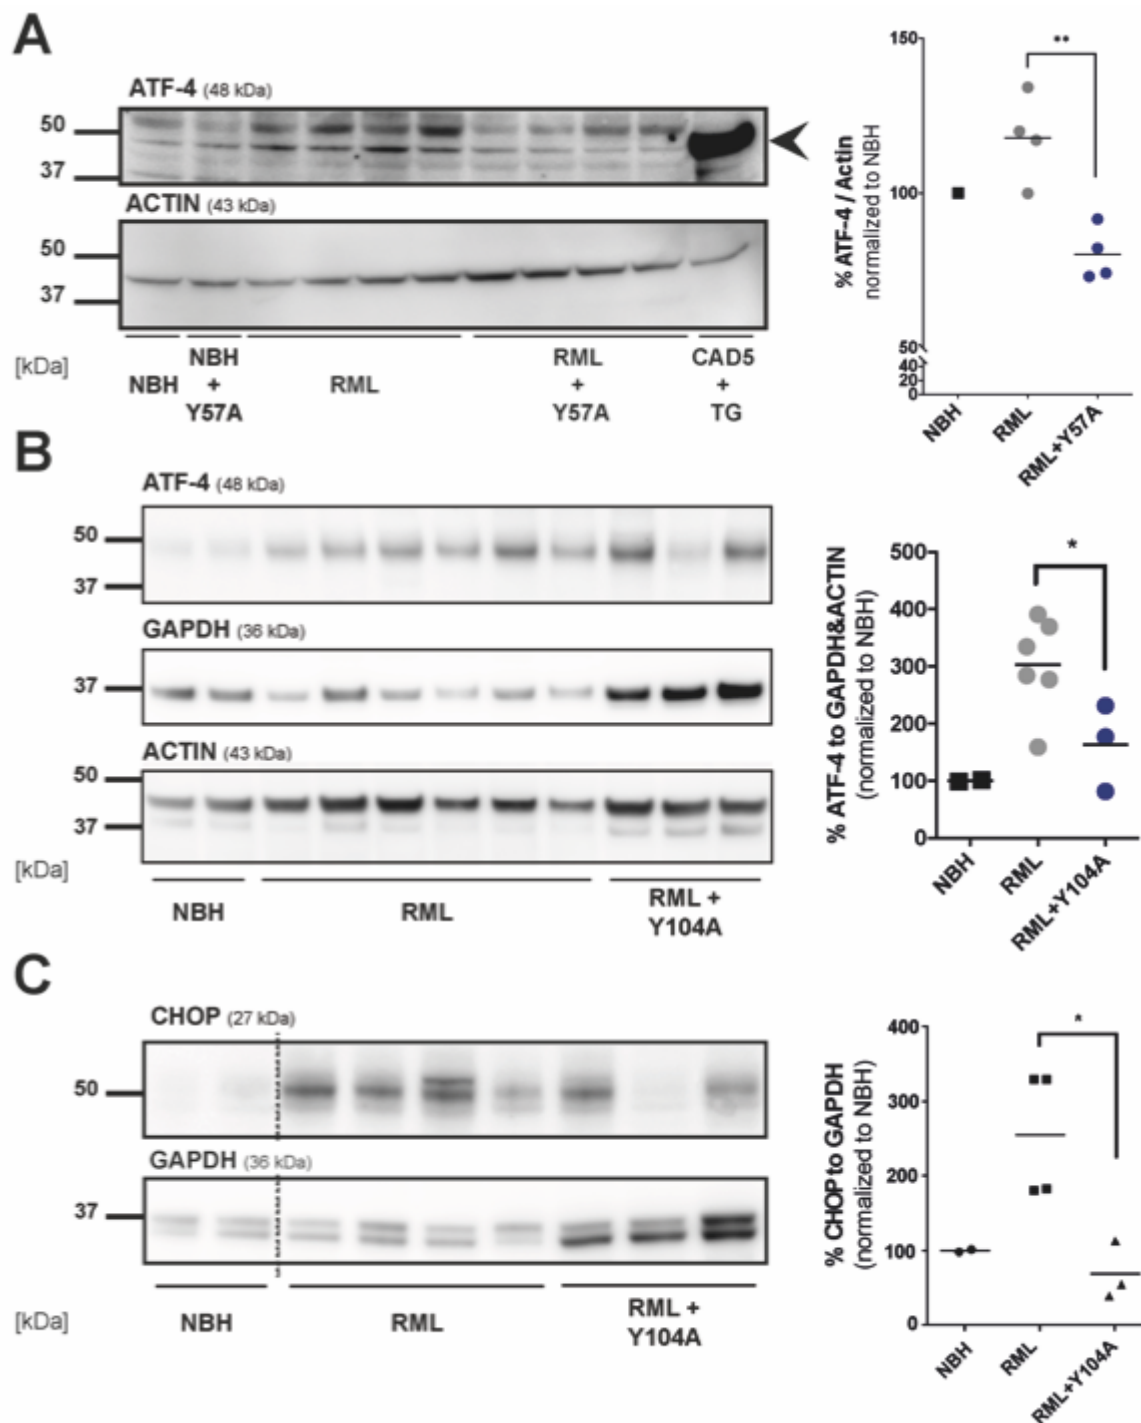 A
ATF-4 (48 kDa)
50
37
ACTIN (43 kDa)
50
37
[kDa]
NBH
NBH
+
Y57A
RML
RML
+
Y57A
CAD5
+
TG
% ATF-4 / Actin
normalized to NBH
150
100
50
40
20
0
**
NBH
RML
RML+Y57A
B
ATF-4 (48 kDa)
50
37
GAPDH (36 kDa)
37
ACTIN (43 kDa)
50
37
[kDa]
NBH
RML
RML +
Y104A
% ATF-4 to GAPDH&ACTIN
(normalized to NBH)
500
400
300
200
100
0
*
NBH
RML
RML+Y104A
C
CHOP (27 kDa)
50
GAPDH (36 kDa)
37
[kDa]
NBH
RML
RML +
Y104A
% CHOP to GAPDH
(normalized to NBH)
400
300
200
100
0
*
NBH
RML
RML+Y104A